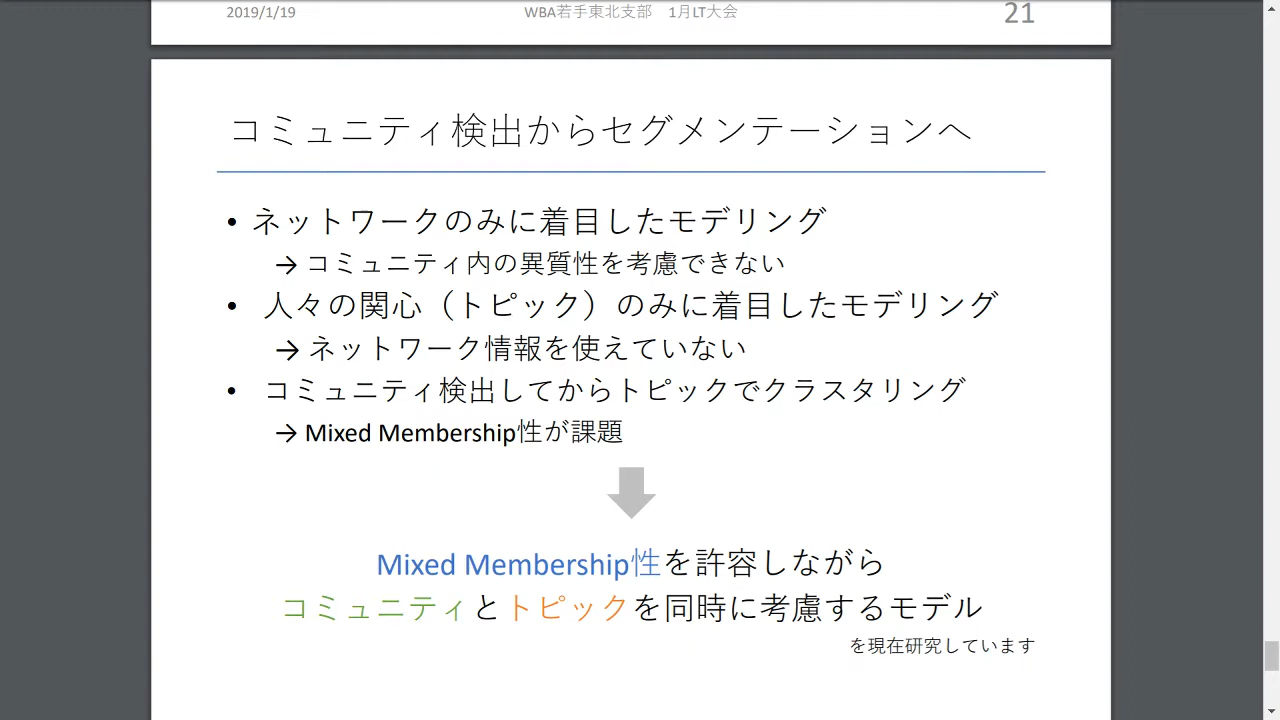 2019/1/19 WBA若手東北支部　1月LT大会 21
コミュニティ検出からセグメンテーションへ
• ネットワークのみに着目したモデリング
→ コミュニティ内の異質性を考慮できない
• 人々の関心（トピック）のみに着目したモデリング
→ ネットワーク情報を使えていない
• コミュニティ検出してからトピックでクラスタリング
→ Mixed Membership性が課題
Mixed Membership性を許容しながら
コミュニティとトピックを同時に考慮するモデル
を現在研究しています